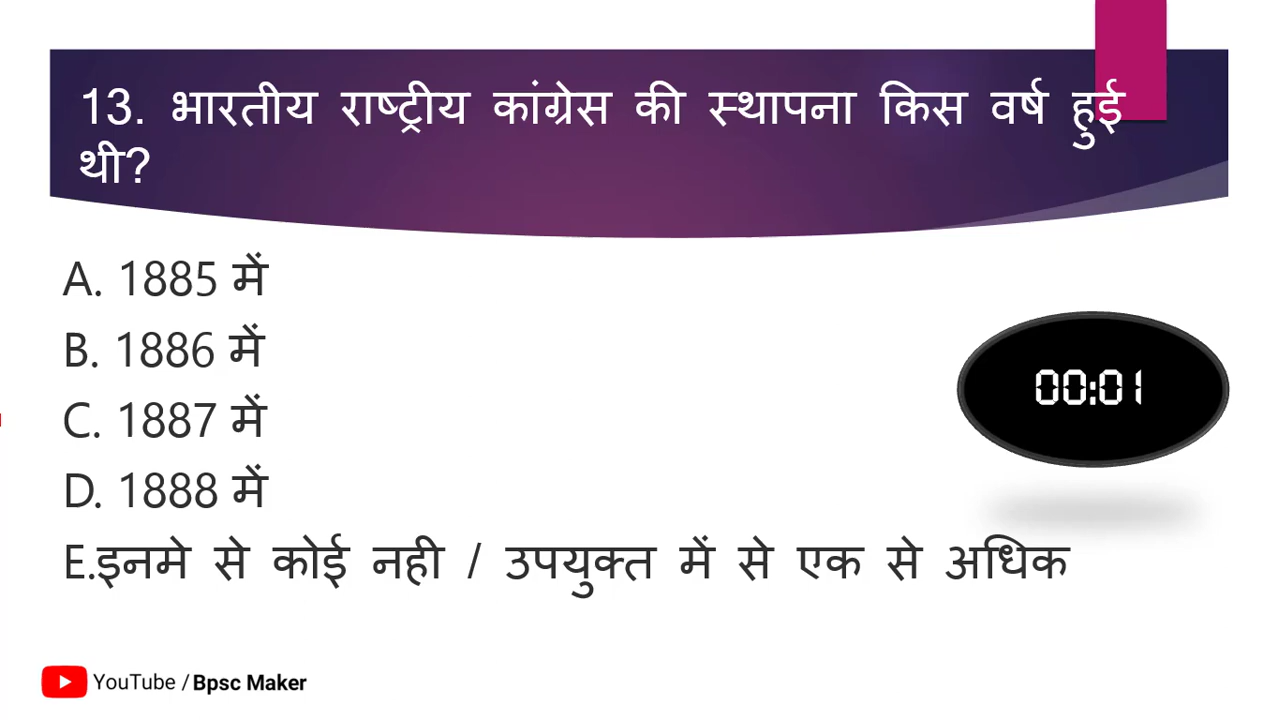 13. भारतीय राष्ट्रीय कांग्रेस की स्थापना किस वर्ष हुई
थी?
A. 1885 में
B. 1886 में
C. 1887 में
D. 1888 में
E.इनमे से कोई नही / उपयुक्त में से एक से अधिक
00:01
YouTube / Bpsc Maker